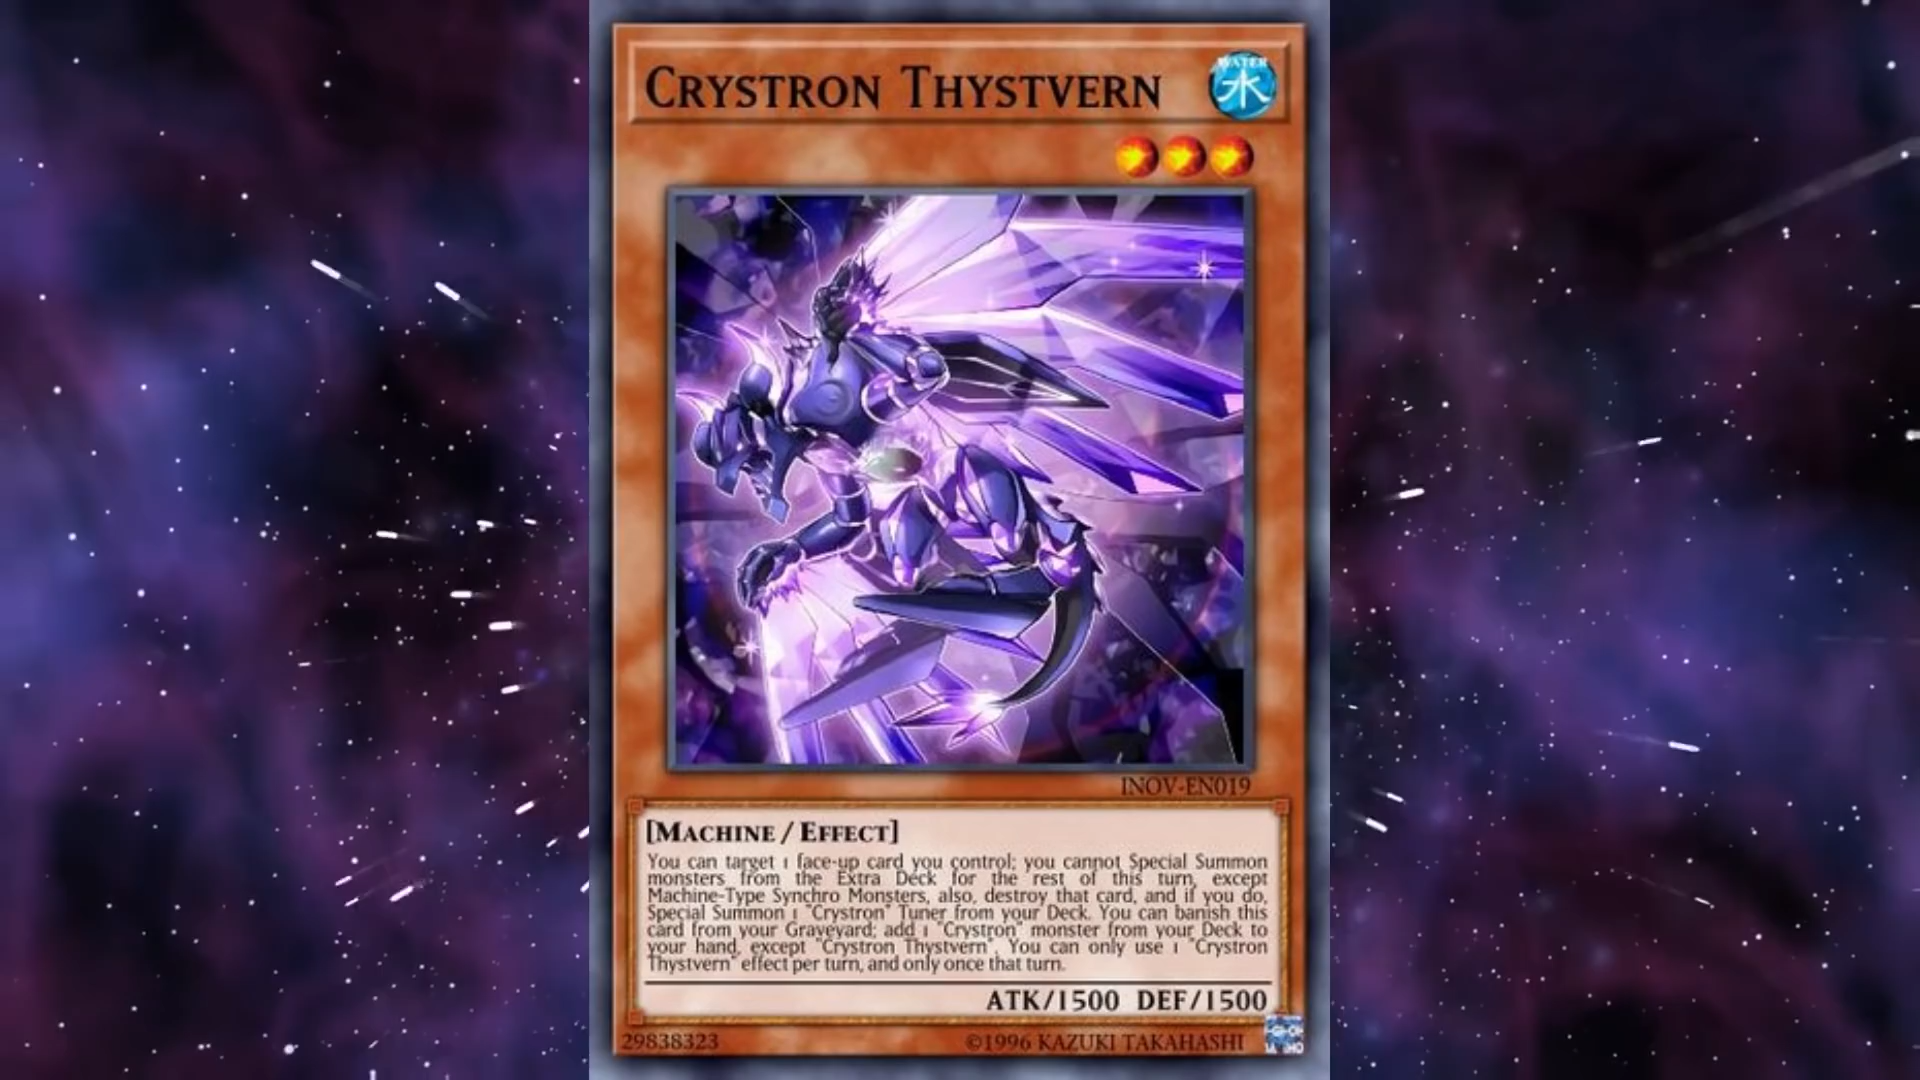 CRYSTRON THYSTVERN
WATER
水
INOV-EN019
[MACHINE / EFFECT]
You can target 1 face-up card you control; you cannot Special Summon
monsters from the Extra Deck for the rest of this turn, except
Machine-Type Synchro Monsters, also, destroy that card, and if you do,
Special Summon 1 "Crystron" Tuner from your Deck. You can banish this
card from your Graveyard; add 1 "Crystron" monster from your Deck to
your hand, except "Crystron Thystvern". You can only use 1 "Crystron
Thystvern" effect per turn, and only once that turn.
ATK/1500 DEF/1500
29838323 ©1996 KAZUKI TAKAHASHI